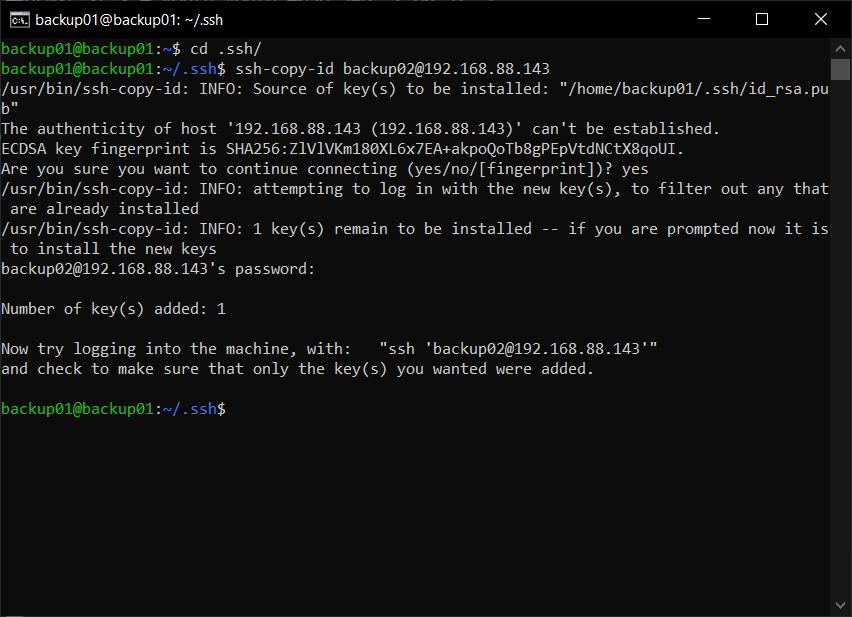 backup01@backup01: ~/.ssh
backup01@backup01:~$ cd .ssh/
backup01@backup01:~/.ssh$ ssh-copy-id backup02@192.168.88.143
/usr/bin/ssh-copy-id: INFO: Source of key(s) to be installed: "/home/backup01/.ssh/id_rsa.pu
b"
The authenticity of host '192.168.88.143 (192.168.88.143)' can't be established.
ECDSA key fingerprint is SHA256:ZlVlVKm180XL6x7EA+akpoQoTb8gPEpVtdNCtX8qoUI.
Are you sure you want to continue connecting (yes/no/[fingerprint])? yes
/usr/bin/ssh-copy-id: INFO: attempting to log in with the new key(s), to filter out any that
 are already installed
/usr/bin/ssh-copy-id: INFO: 1 key(s) remain to be installed -- if you are prompted now it is
 to install the new keys
backup02@192.168.88.143's password:
Number of key(s) added: 1
Now try logging into the machine, with:   "ssh 'backup02@192.168.88.143'"
and check to make sure that only the key(s) you wanted were added.
backup01@backup01:~/.ssh$